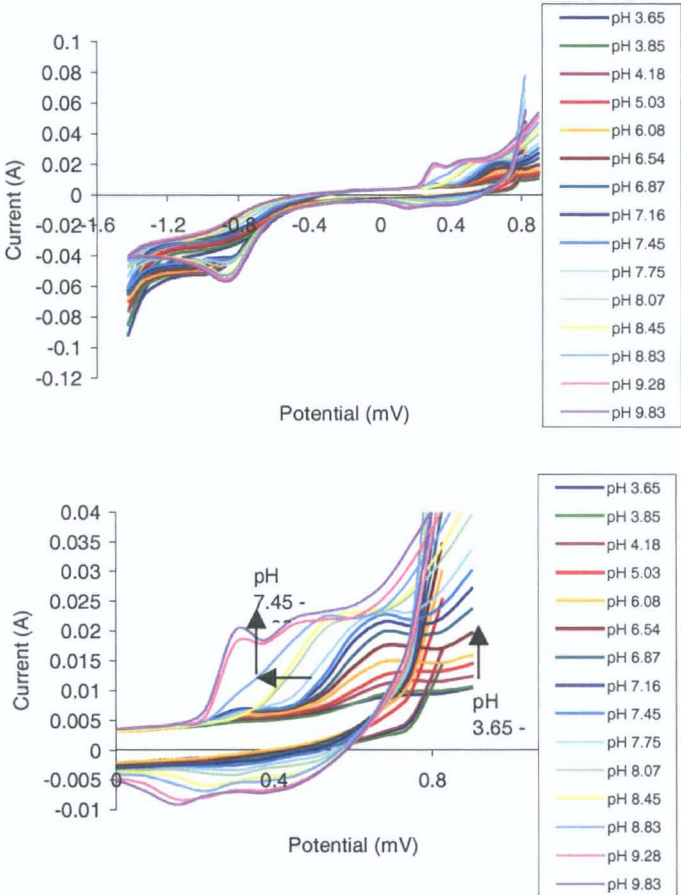 0.1
0.08
0.06
0.04
0.02
0
-0.02
-0.04
-0.06
-0.08
-0.1
-0.12
-1.6
-1.2
-0.8
-0.4
0
0.4
0.8
Current (A)
Potential (mV)
pH 3.65
pH 3.85
pH 4.18
pH 5.03
pH 6.08
pH 6.54
pH 6.87
pH 7.16
pH 7.45
pH 7.75
pH 8.07
pH 8.45
pH 8.83
pH 9.28
pH 9.83
0.04
0.035
0.03
0.025
0.02
0.015
0.01
0.005
0
-0.005
-0.01
0
0.4
0.8
Current (A)
Potential (mV)
pH
7.45 -
pH
3.65 -
pH 3.65
pH 3.85
pH 4.18
pH 5.03
pH 6.08
pH 6.54
pH 6.87
pH 7.16
pH 7.45
pH 7.75
pH 8.07
pH 8.45
pH 8.83
pH 9.28
pH 9.83